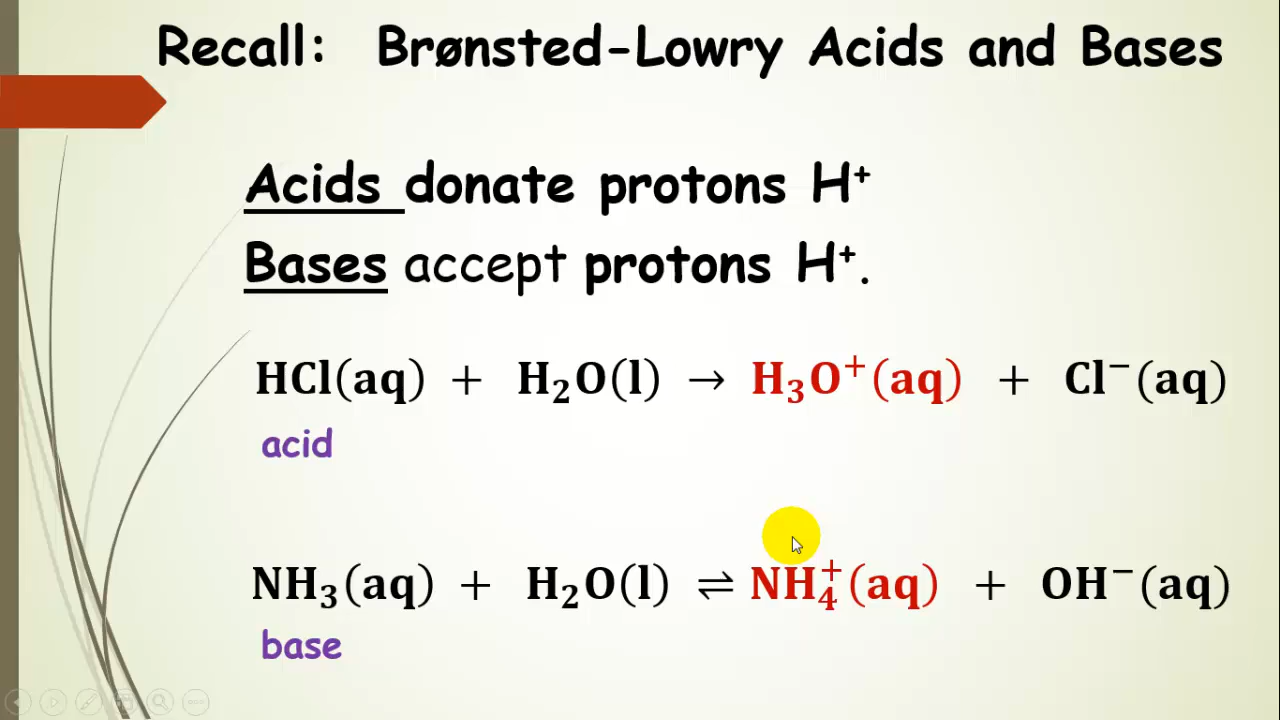 Recall: Brønsted-Lowry Acids and Bases
Acids donate protons H⁺
Bases accept protons H⁺.
HCl(aq) + H₂O(l) → H₃O⁺(aq) + Cl⁻(aq)
acid
NH₃(aq) + H₂O(l) ⇌ NH₄⁺(aq) + OH⁻(aq)
base